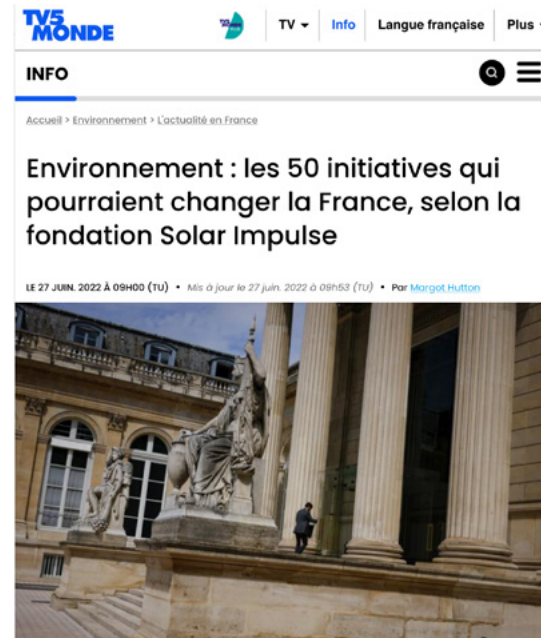 TV5
MONDE
TV
Info
Langue française
Plus
INFO
Accueil > Environnement > L'actualité en France
Environnement : les 50 initiatives qui
pourraient changer la France, selon la
fondation Solar Impulse
LE 27 JUIN. 2022 À 09H00 (TU) • Mis à jour le 27 juin. 2022 à 09h53 (TU) • Par Margot Hutton